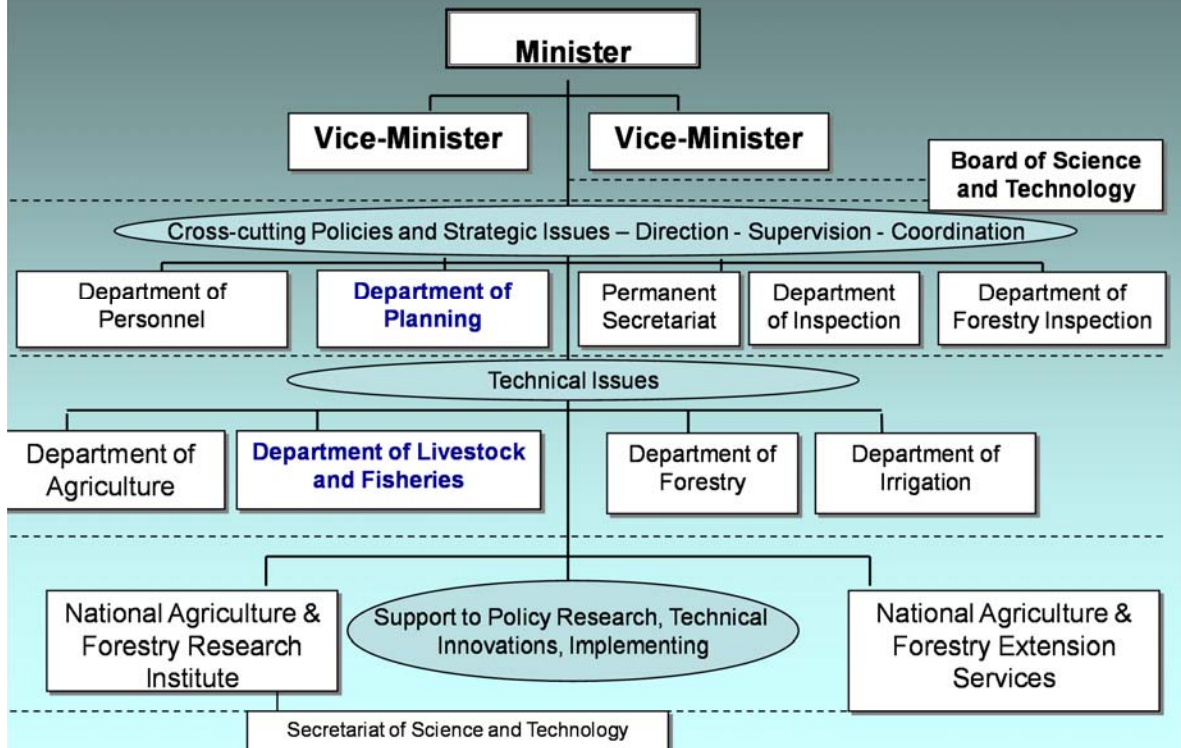 Minister
Vice-Minister
Vice-Minister
Board of Science
and Technology
Cross-cutting Policies and Strategic Issues – Direction - Supervision - Coordination
Department of
Personnel
Department of
Planning
Permanent
Secretariat
Department
of Inspection
Department of
Forestry Inspection
Technical Issues
Department of
Agriculture
Department of Livestock
and Fisheries
Department of
Forestry
Department of
Irrigation
National Agriculture &
Forestry Research
Institute
Support to Policy Research, Technical
Innovations, Implementing
National Agriculture &
Forestry Extension
Services
Secretariat of Science and Technology